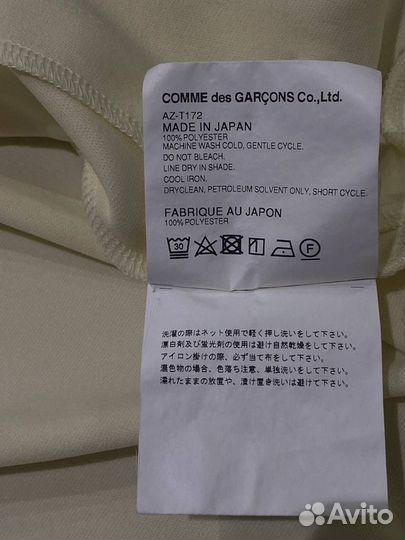 COMME des GARÇONS Co.,Ltd.
AZ-T172
MADE IN JAPAN
100% POLYESTER
MACHINE WASH COLD, GENTLE CYCLE.
DO NOT BLEACH.
LINE DRY IN SHADE.
COOL IRON.
DRYCLEAN, PETROLEUM SOLVENT ONLY, SHORT CYCLE.
FABRIQUE AU JAPON
100% POLYESTER
30 F
洗濯の際はネット使用で軽く押し洗いをして下さい。
漂白剤及び蛍光剤の使用は避け自然乾燥をして下さい。
アイロン掛けの際、必ず当て布をして下さい。
混色物の場合、色落ち注意、単独洗いをして下さい。
濡れたままの放置や、漬け置き洗いは避けて下さい。
Avito